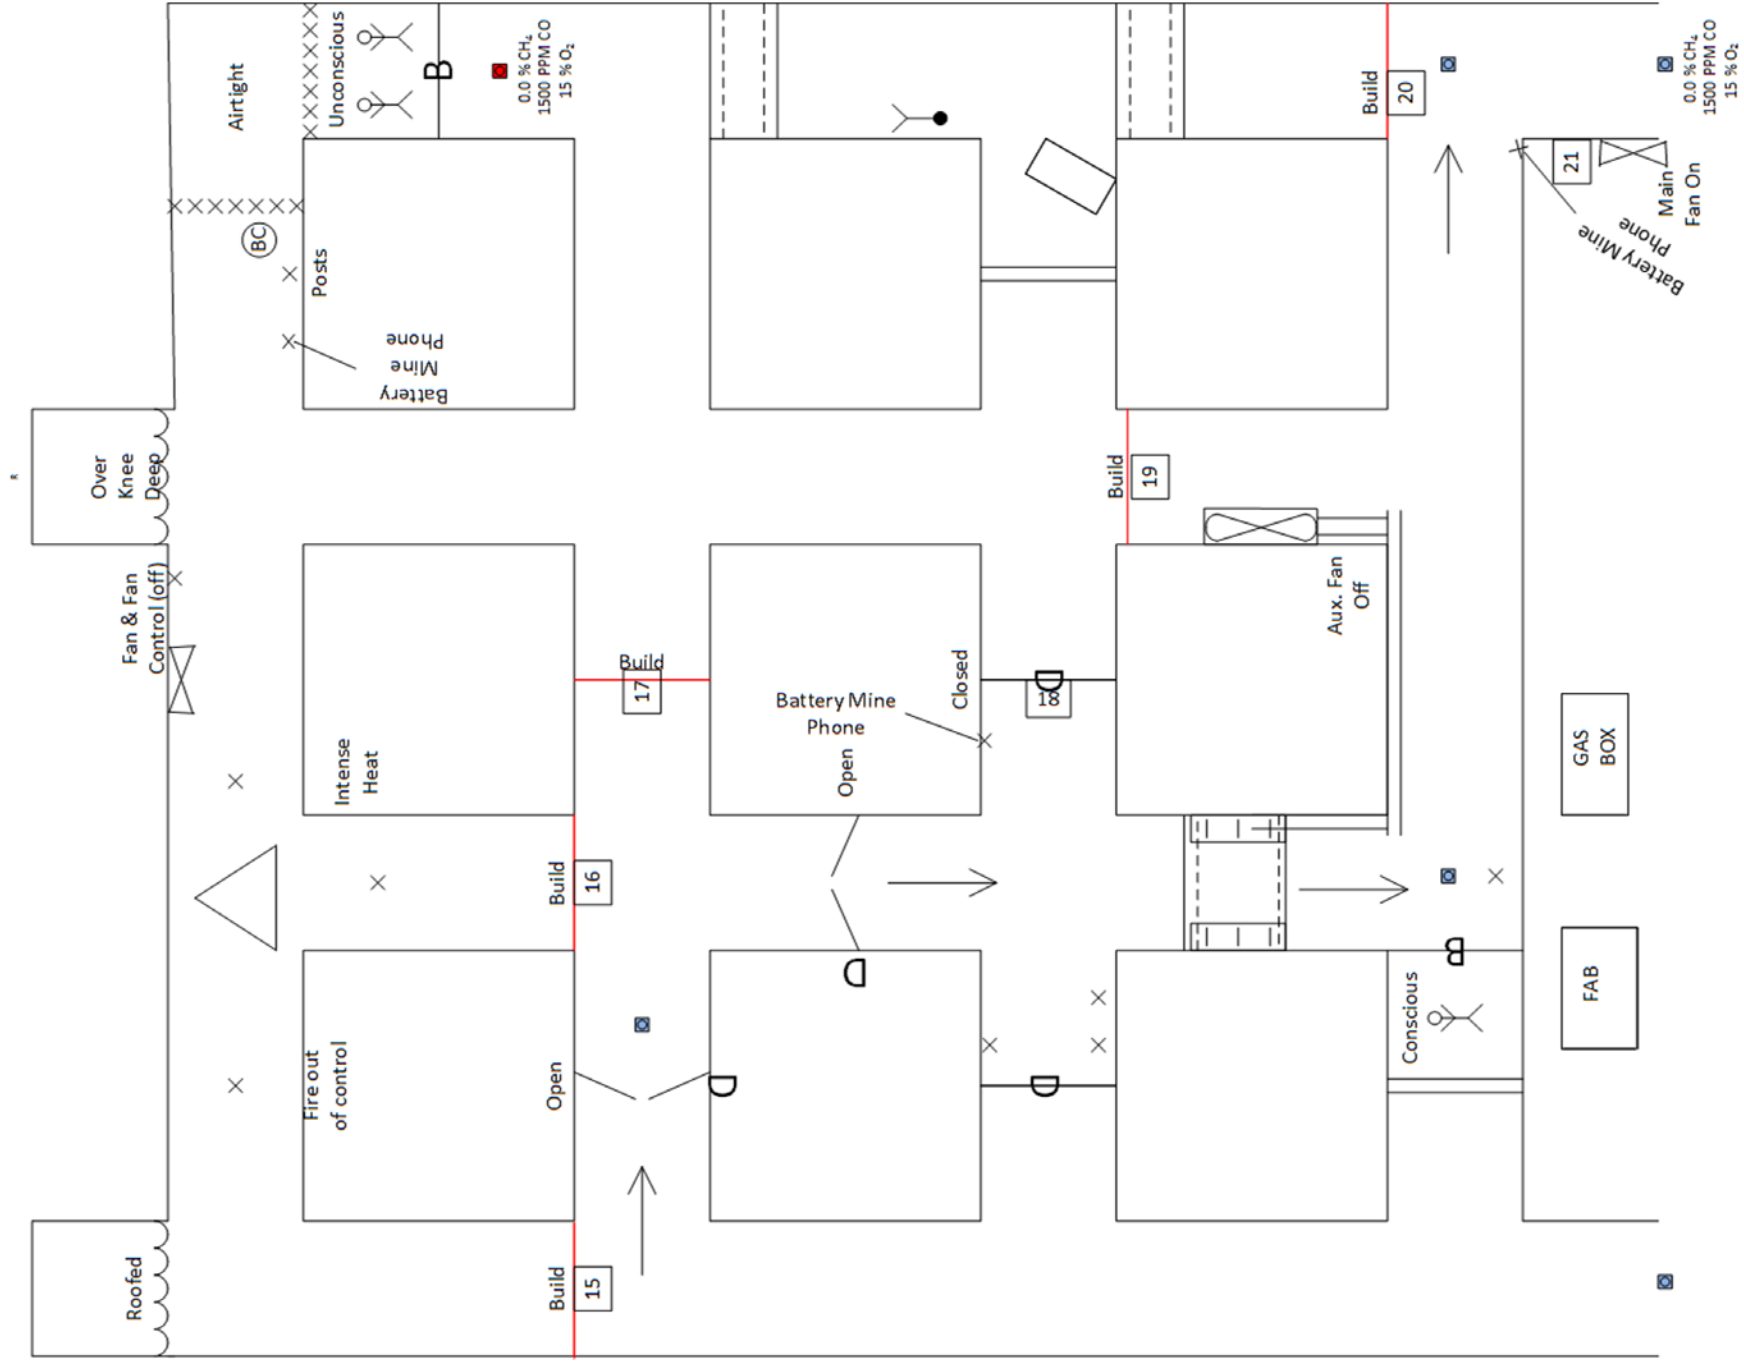 Airtight
Unconscious
B
0.0 % CH₄
1500 PPM CO
15 % O₂
Build
20
0.0 % CH₄
1500 PPM CO
15 % O₂
BC
Posts
Battery
Mine
Phone
21
Main
Fan On
Battery Mine
Phone
R
Over
Knee
Deep
Build
19
Fan & Fan
Control (off)
Build
17
Closed
D
18
Battery Mine
Phone
Open
Aux. Fan
Off
Intense
Heat
GAS
BOX
Build
16
D
B
Conscious
FAB
Fire out
of control
Open
D
D
Roofed
Build
15